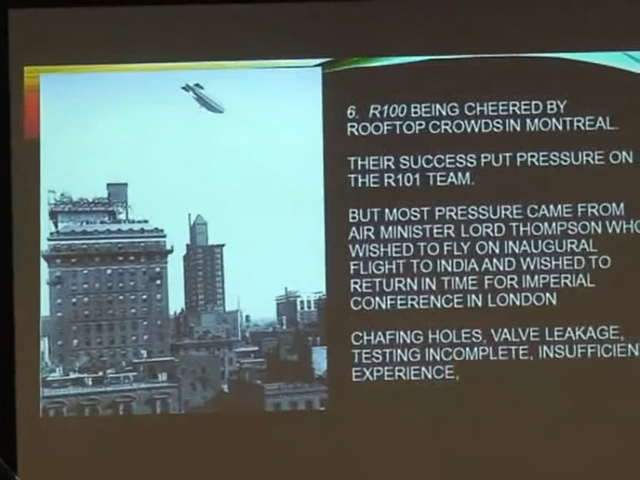 6. R100 BEING CHEERED BY
ROOFTOP CROWDS IN MONTREAL.
THEIR SUCCESS PUT PRESSURE ON
THE R101 TEAM.
BUT MOST PRESSURE CAME FROM
AIR MINISTER LORD THOMPSON WHO
WISHED TO FLY ON INAUGURAL
FLIGHT TO INDIA AND WISHED TO
RETURN IN TIME FOR IMPERIAL
CONFERENCE IN LONDON
CHAFING HOLES, VALVE LEAKAGE,
TESTING INCOMPLETE, INSUFFICIEN
EXPERIENCE,